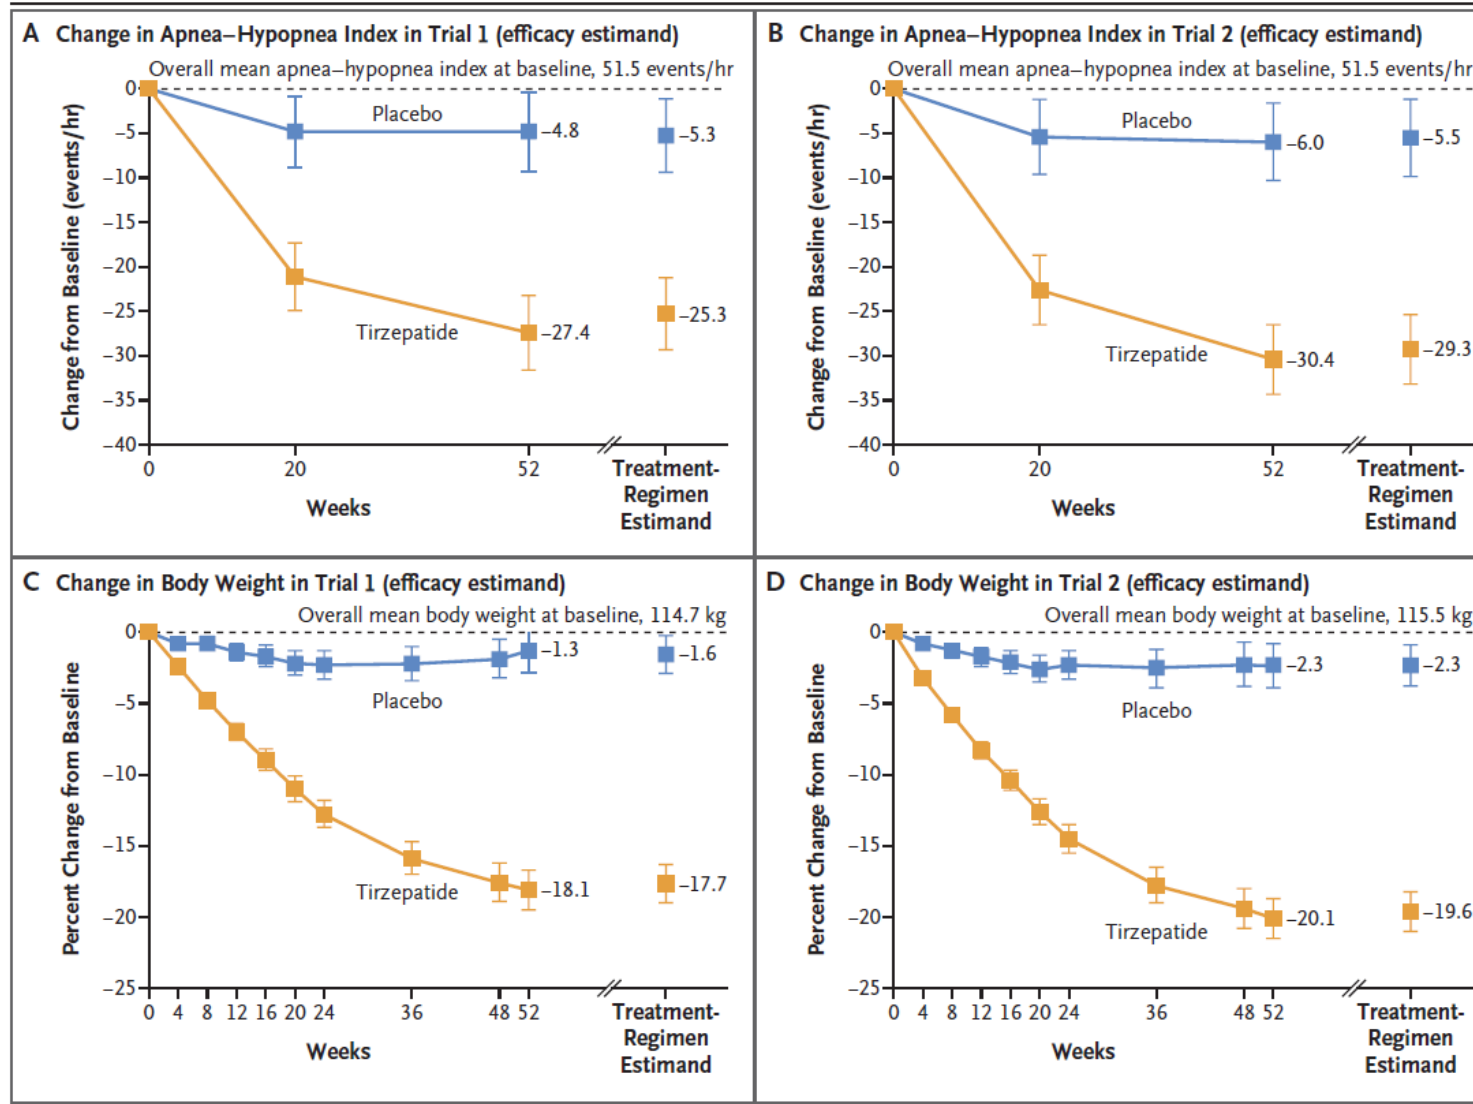 A Change in Apnea–Hypopnea Index in Trial 1 (efficacy estimand)
Overall mean apnea–hypopnea index at baseline, 51.5 events/hr
Change from Baseline (events/hr)
0
−5
−10
−15
−20
−25
−30
−35
−40
Placebo
−4.8
−5.3
Tirzepatide
−27.4
−25.3
0 20 52
Treatment-
Regimen
Estimand
Weeks
B Change in Apnea–Hypopnea Index in Trial 2 (efficacy estimand)
Overall mean apnea–hypopnea index at baseline, 51.5 events/hr
Change from Baseline (events/hr)
0
−5
−10
−15
−20
−25
−30
−35
−40
Placebo
−6.0
−5.5
Tirzepatide
−30.4
−29.3
0 20 52
Treatment-
Regimen
Estimand
Weeks
C Change in Body Weight in Trial 1 (efficacy estimand)
Overall mean body weight at baseline, 114.7 kg
Percent Change from Baseline
0
−5
−10
−15
−20
−25
−1.3
−1.6
Placebo
Tirzepatide
−18.1
−17.7
0 4 8 12 16 20 24 36 48 52
Treatment-
Regimen
Estimand
Weeks
D Change in Body Weight in Trial 2 (efficacy estimand)
Overall mean body weight at baseline, 115.5 kg
Percent Change from Baseline
0
−5
−10
−15
−20
−25
−2.3
−2.3
Placebo
Tirzepatide
−20.1
−19.6
0 4 8 12 16 20 24 36 48 52
Treatment-
Regimen
Estimand
Weeks